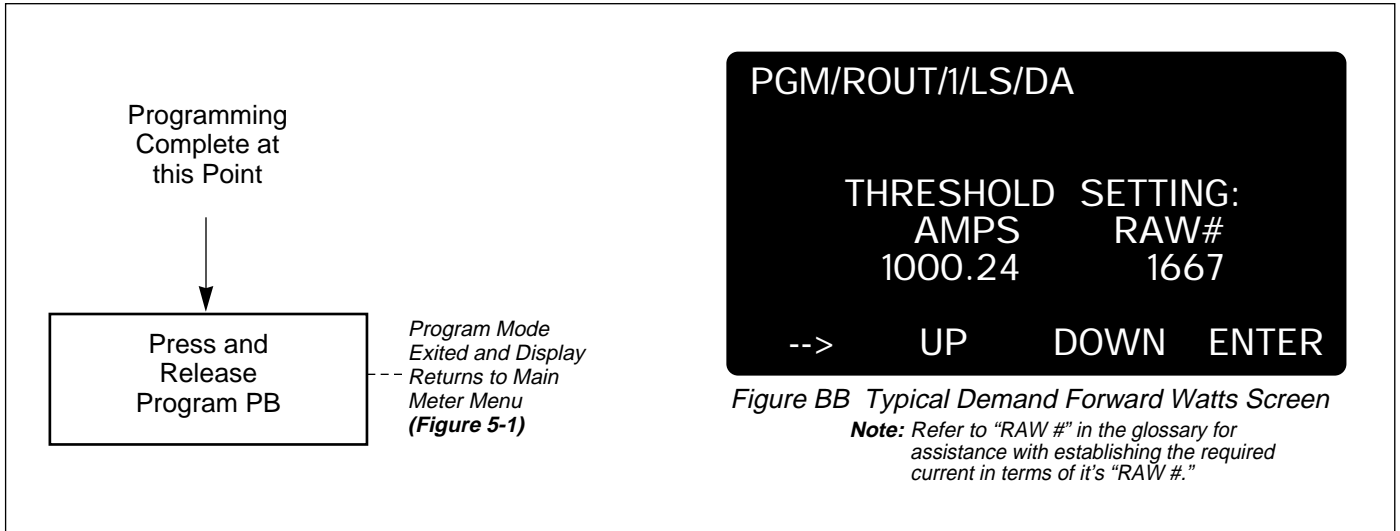 Programming
Complete at
this Point
Press and
Release
Program PB
Program Mode
Exited and Display
Returns to Main
Meter Menu
(Figure 5-1)
PGM/ROUT/1/LS/DA
THRESHOLD SETTING:
AMPS RAW#
1000.24 1667
--> UP DOWN ENTER
Figure BB Typical Demand Forward Watts Screen
Note: Refer to “RAW #” in the glossary for
assistance with establishing the required
current in terms of it's “RAW #.”